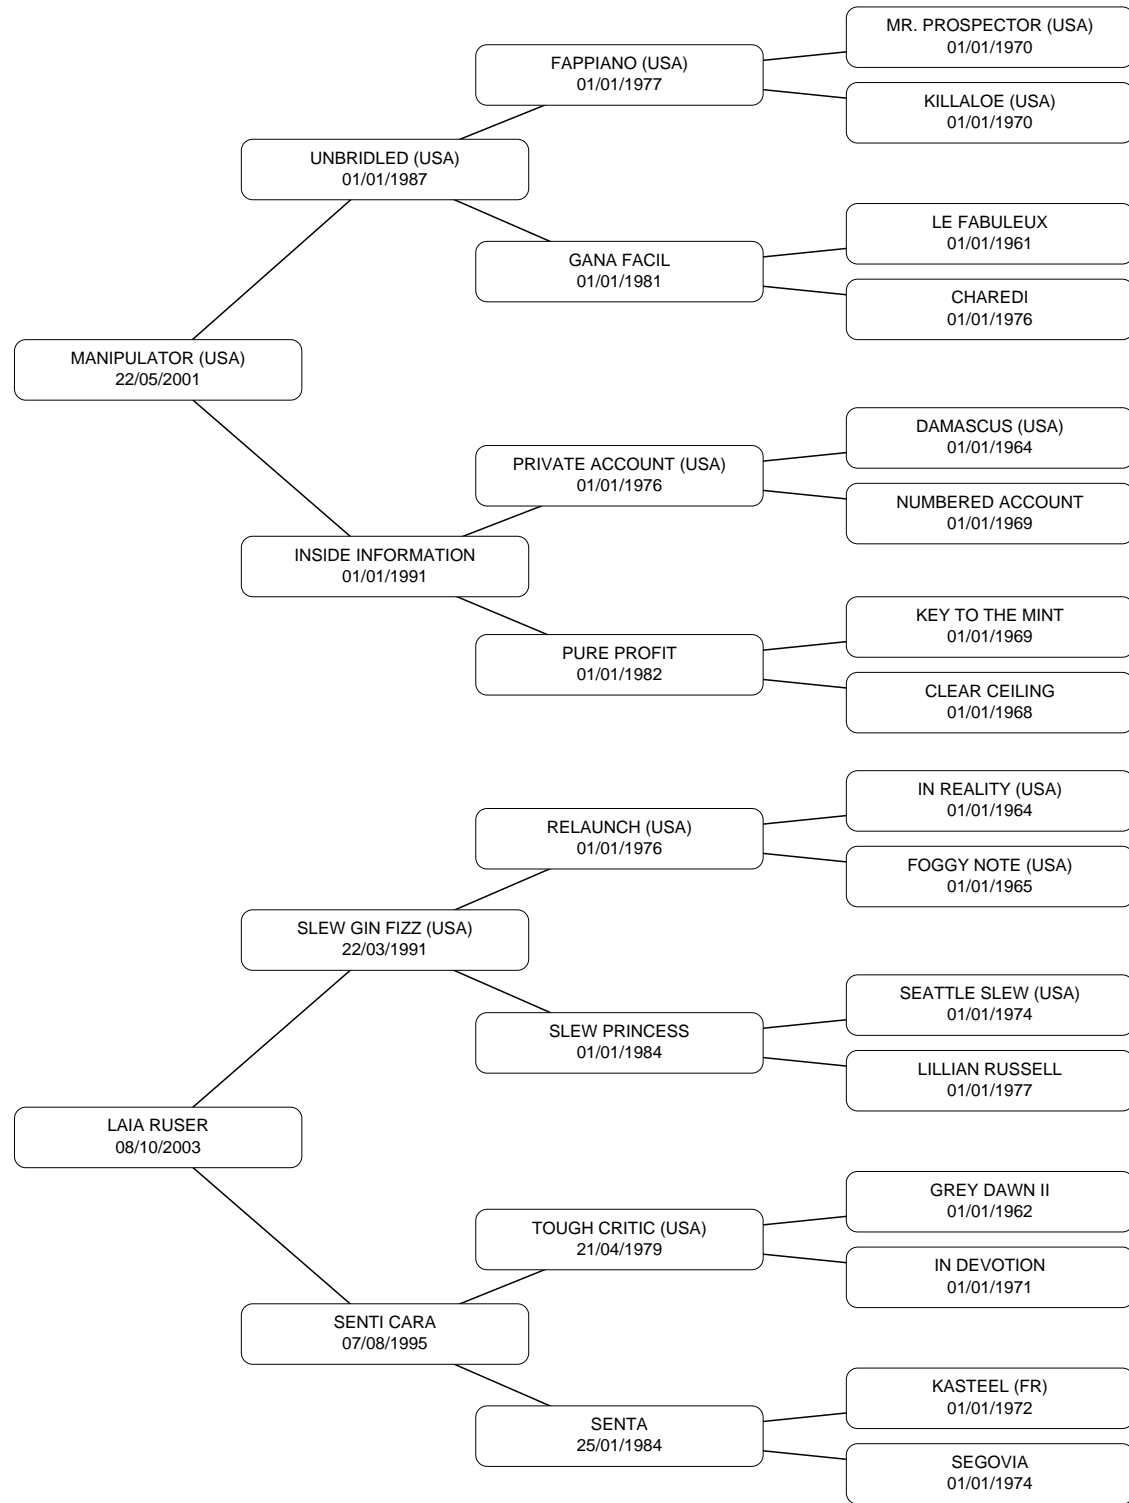 MR. PROSPECTOR (USA)
01/01/1970
FAPPIANO (USA)
01/01/1977
KILLALOE (USA)
01/01/1970
UNBRIDLED (USA)
01/01/1987
LE FABULEUX
01/01/1961
GANA FACIL
01/01/1981
CHAREDI
01/01/1976
MANIPULATOR (USA)
22/05/2001
DAMASCUS (USA)
01/01/1964
PRIVATE ACCOUNT (USA)
01/01/1976
NUMBERED ACCOUNT
01/01/1969
INSIDE INFORMATION
01/01/1991
KEY TO THE MINT
01/01/1969
PURE PROFIT
01/01/1982
CLEAR CEILING
01/01/1968
IN REALITY (USA)
01/01/1964
RELAUNCH (USA)
01/01/1976
FOGGY NOTE (USA)
01/01/1965
SLEW GIN FIZZ (USA)
22/03/1991
SEATTLE SLEW (USA)
01/01/1974
SLEW PRINCESS
01/01/1984
LILLIAN RUSSELL
01/01/1977
LAIA RUSER
08/10/2003
GREY DAWN II
01/01/1962
TOUGH CRITIC (USA)
21/04/1979
IN DEVOTION
01/01/1971
SENTI CARA
07/08/1995
KASTEEL (FR)
01/01/1972
SENTA
25/01/1984
SEGOVIA
01/01/1974